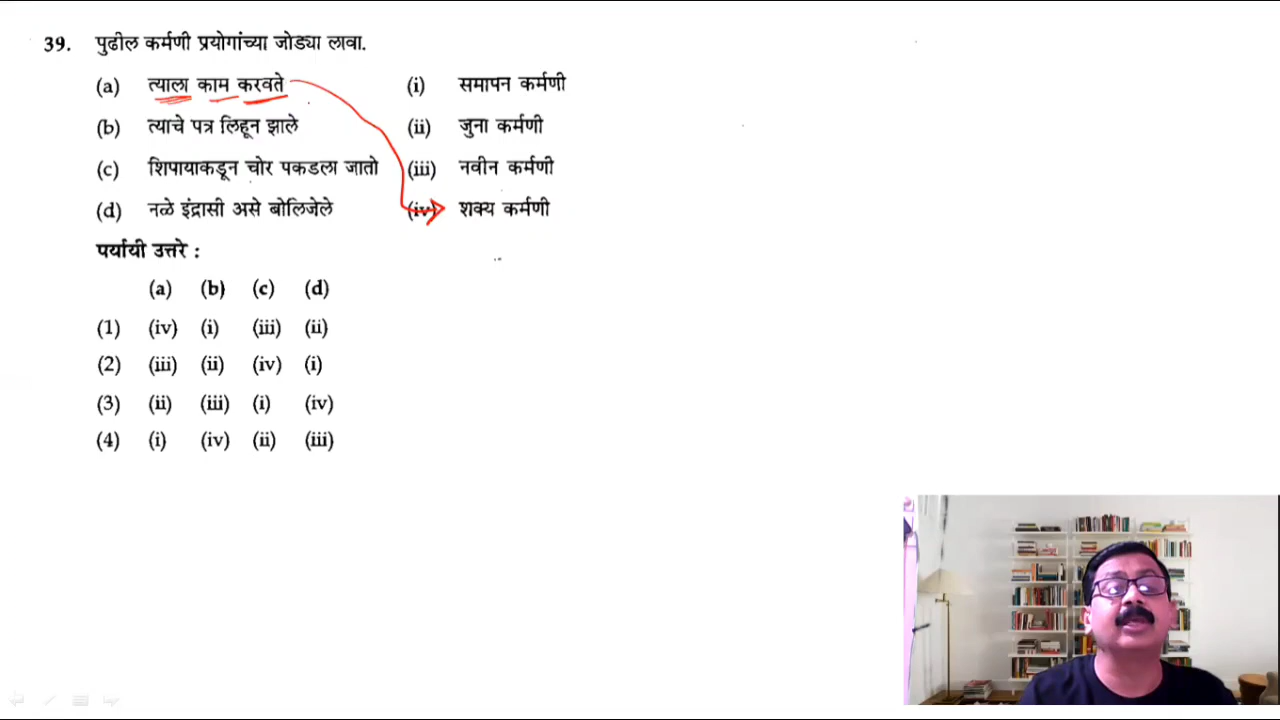 39. पुढील कर्मणी प्रयोगांच्या जोड्या लावा.
(a) त्याला काम करवते (i) समापन कर्मणी
(b) त्याचे पत्र लिहून झाले (ii) जुना कर्मणी
(c) शिपायाकडून चोर पकडला जातो (iii) नवीन कर्मणी
(d) नळे इंद्रासी असे बोलिजेले (iv) शक्य कर्मणी
पर्यायी उत्तरे :
(a) (b) (c) (d)
(1) (iv) (i) (iii) (ii)
(2) (iii) (ii) (iv) (i)
(3) (ii) (iii) (i) (iv)
(4) (i) (iv) (ii) (iii)